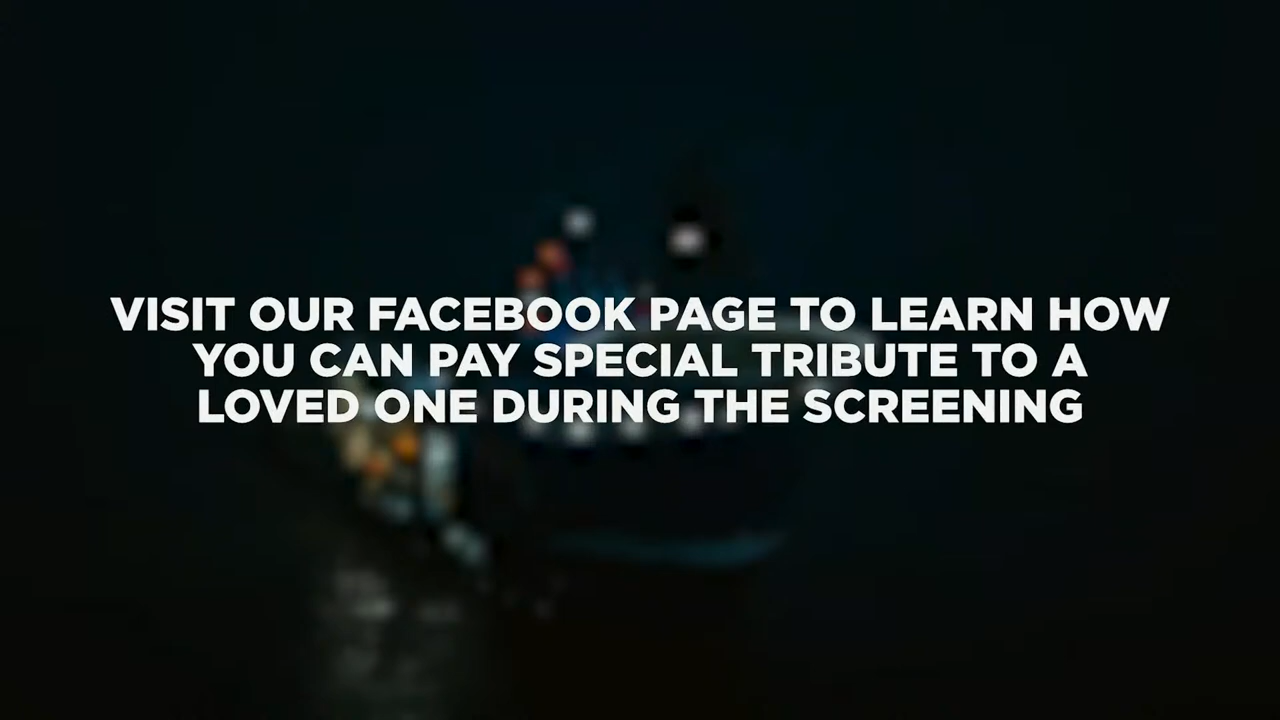 VISIT OUR FACEBOOK PAGE TO LEARN HOW
YOU CAN PAY SPECIAL TRIBUTE TO A
LOVED ONE DURING THE SCREENING